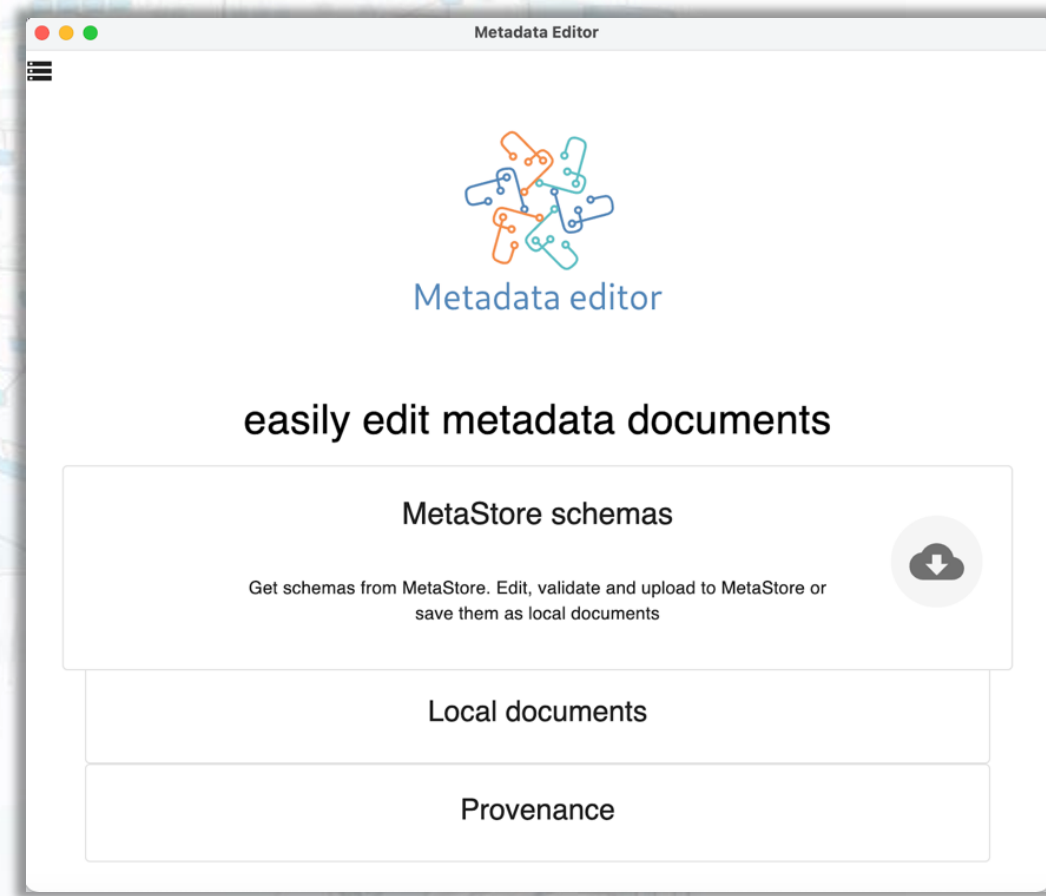 Metadata Editor
Metadata editor
easily edit metadata documents
MetaStore schemas
Get schemas from MetaStore. Edit, validate and upload to MetaStore or
save them as local documents
Local documents
Provenance